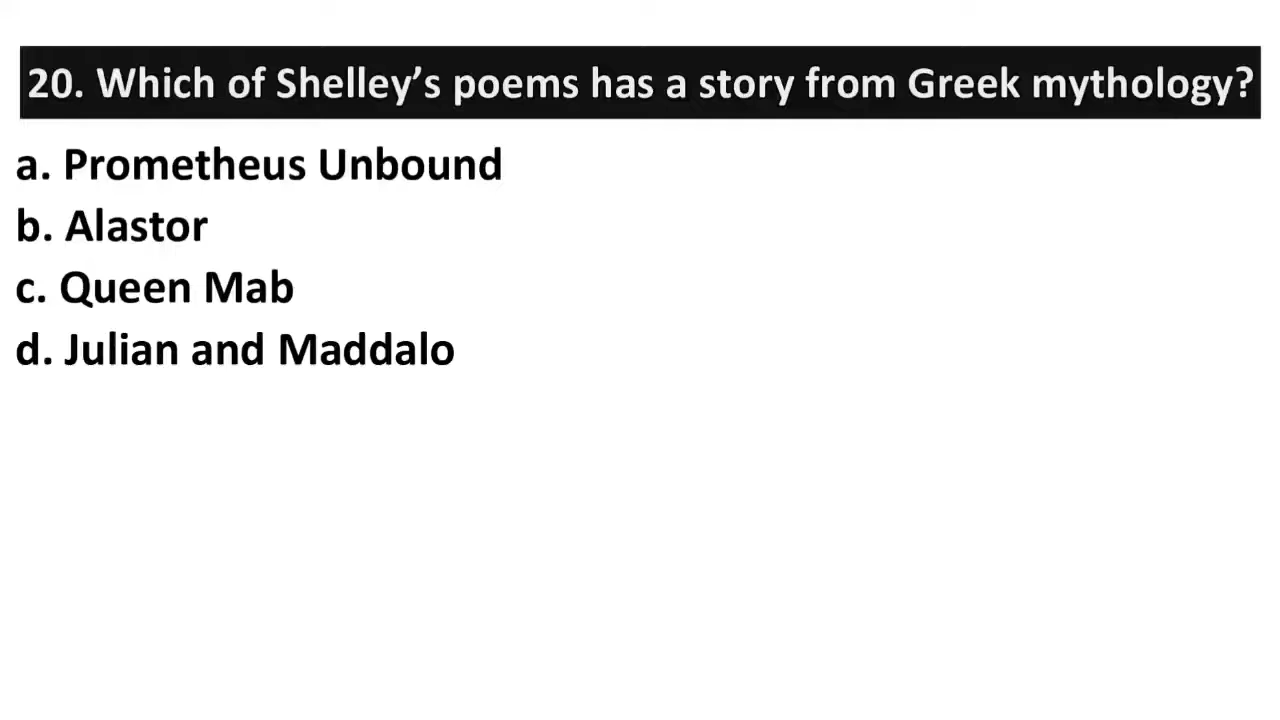 20. Which of Shelley’s poems has a story from Greek mythology?
a. Prometheus Unbound
b. Alastor
c. Queen Mab
d. Julian and Maddalo